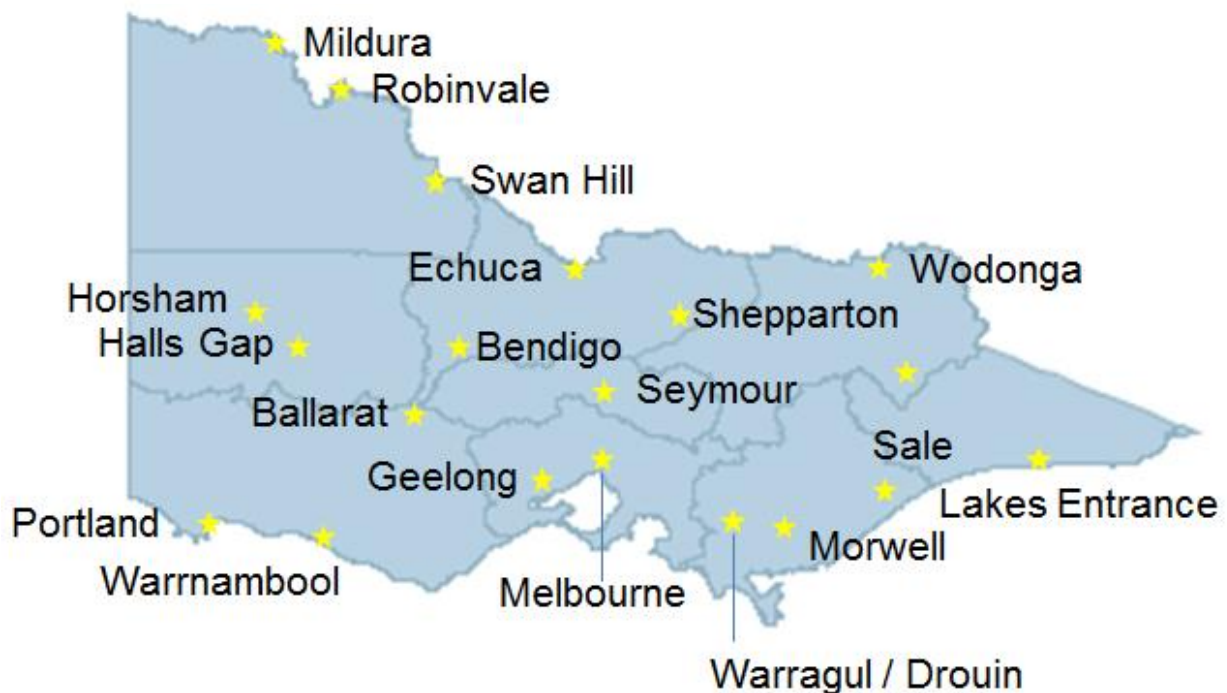 Mildura
Robinvale
Swan Hill
Echuca
Wodonga
Horsham
Shepparton
Halls Gap
Bendigo
Seymour
Ballarat
Sale
Geelong
Lakes Entrance
Portland
Morwell
Warrnambool
Melbourne
Warragul / Drouin